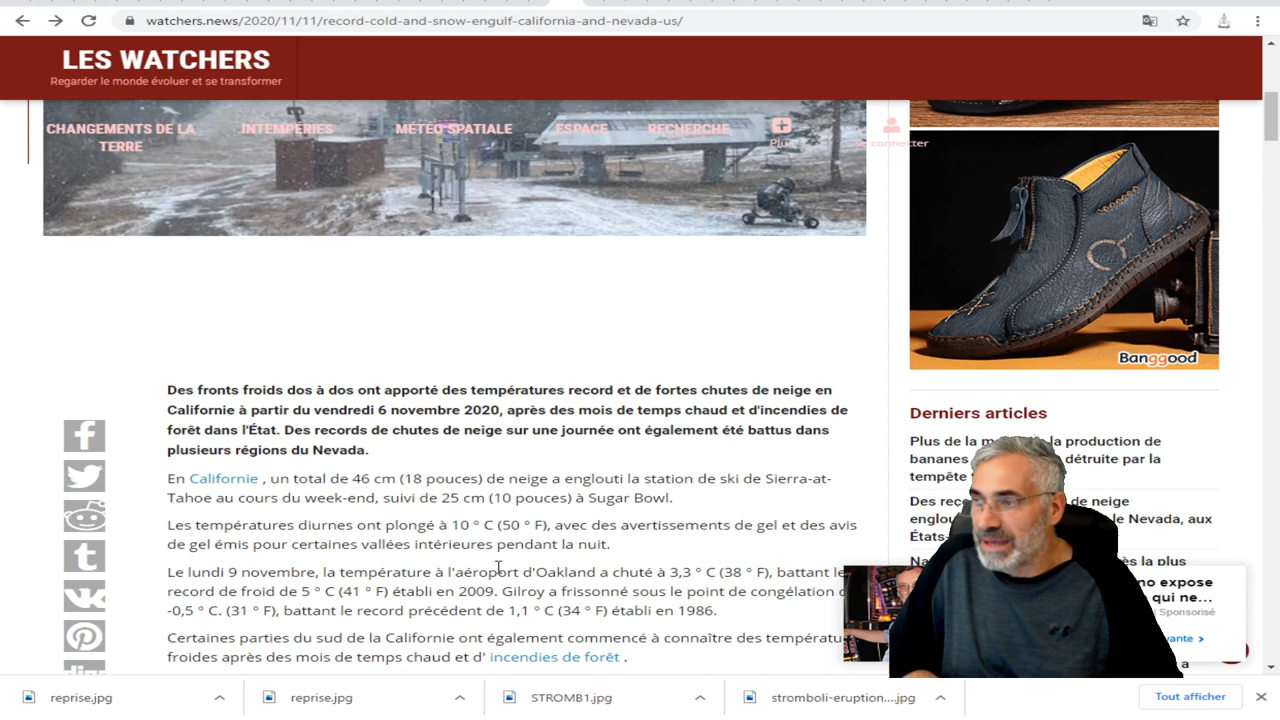 watchers.news/2020/11/11/record-cold-and-snow-engulf-california-and-nevada-us/
LES WATCHERS
Regarder le monde évoluer et se transformer
CHANGEMENTS DE LA
TERRE
INTEMPÉRIES
MÉTÉO SPATIALE
ESPACE
RECHERCHE
connecter
Banggood
Des fronts froids dos à dos ont apporté des températures record et de fortes chutes de neige en
Californie à partir du vendredi 6 novembre 2020, après des mois de temps chaud et d'incendies de
forêt dans l'État. Des records de chutes de neige sur une journée ont également été battus dans
plusieurs régions du Nevada.
En Californie , un total de 46 cm (18 pouces) de neige a englouti la station de ski de Sierra-at-
Tahoe au cours du week-end, suivi de 25 cm (10 pouces) à Sugar Bowl.
Les températures diurnes ont plongé à 10 ° C (50 ° F), avec des avertissements de gel et des avis
de gel émis pour certaines vallées intérieures pendant la nuit.
Le lundi 9 novembre, la température à l'aéroport d'Oakland a chuté à 3,3 ° C (38 ° F), battant le
record de froid de 5 ° C (41 ° F) établi en 2009. Gilroy a frissonné sous le point de congélation
-0,5 ° C. (31 ° F), battant le record précédent de 1,1 ° C (34 ° F) établi en 1986.
Certaines parties du sud de la Californie ont également commencé à connaître des
froides après des mois de temps chaud et d' incendies de forêt .
Derniers articles
Plus de la la production de
bananes détruite par la
tempête
Des de neige
le Nevada, aux
États-
la plus
expose
qui ne...
Sponsorisé
reprise.jpg
reprise.jpg
STROMB1.jpg
stromboli-eruption....jpg
Tout afficher